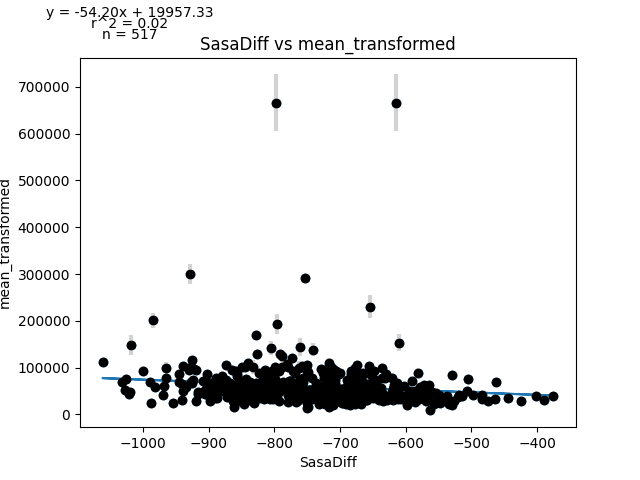 y = -54.20x + 19957.33
r^2 = 0.02
n = 517
SasaDiff vs mean_transformed
700000
600000
500000
400000
300000
200000
100000
0
mean_transformed
−1000
−900
−800
−700
−600
−500
−400
SasaDiff